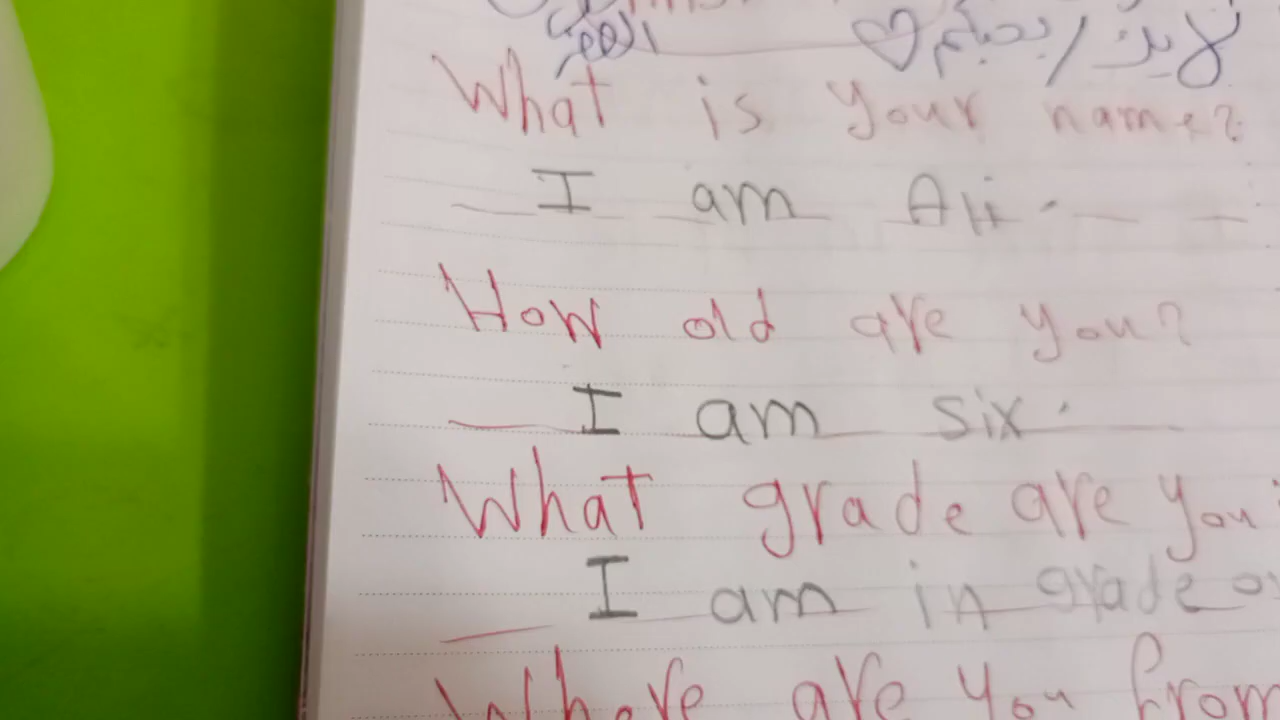 What is your name?
I am Ali.
How old are you?
I am six.
What grade are you
I am in grade
Where are you from